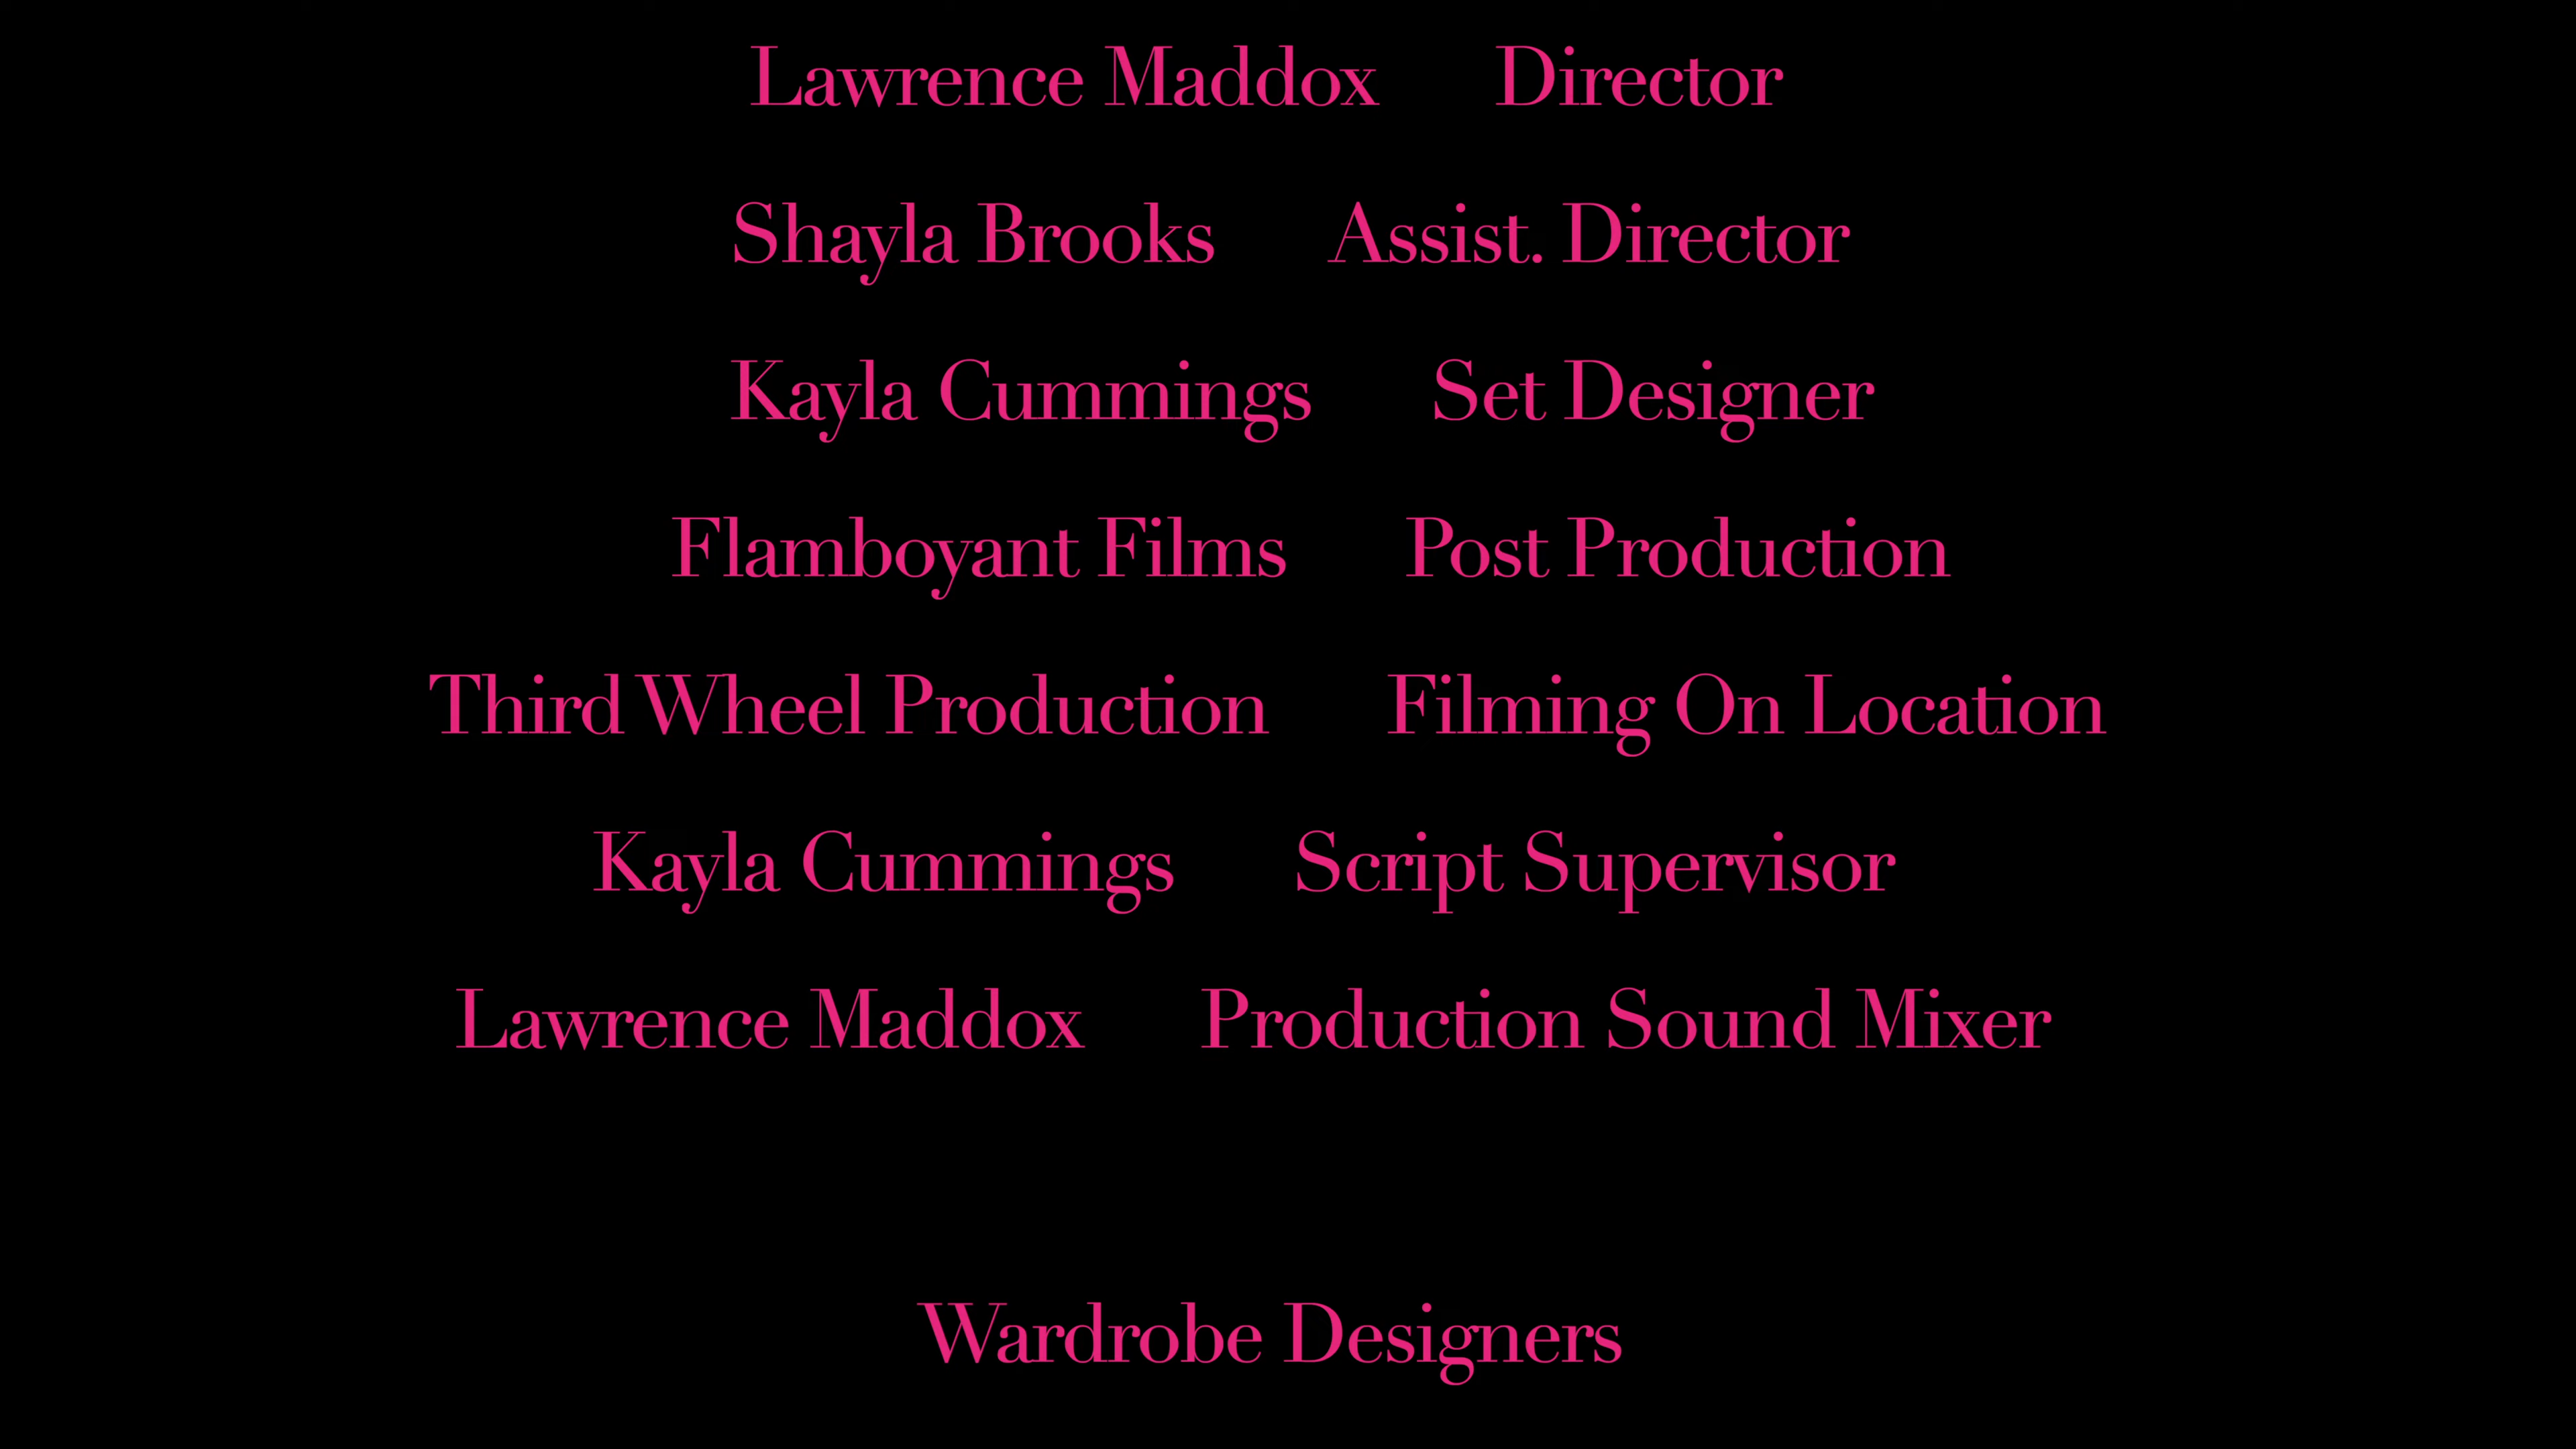 Lawrence Maddox Director
Shayla Brooks Assist. Director
Kayla Cummings Set Designer
Flamboyant Films Post Production
Third Wheel Production Filming On Location
Kayla Cummings Script Supervisor
Lawrence Maddox Production Sound Mixer
Wardrobe Designers